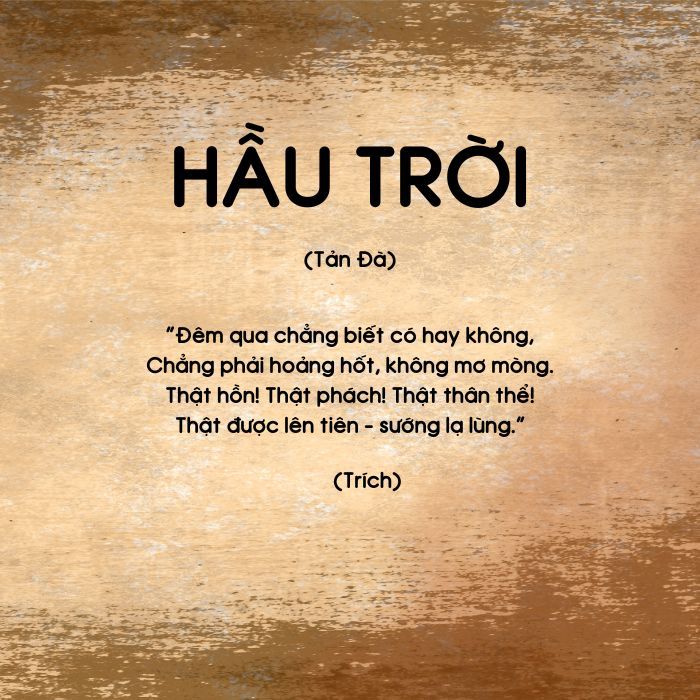 HẦU TRỜI
(Tản Đà)
"Đêm qua chẳng biết có hay không,
Chẳng phải hoảng hốt, không mơ mòng.
Thật hồn! Thật phách! Thật thân thể!
Thật được lên tiên - sướng lạ lùng."
(Trích)